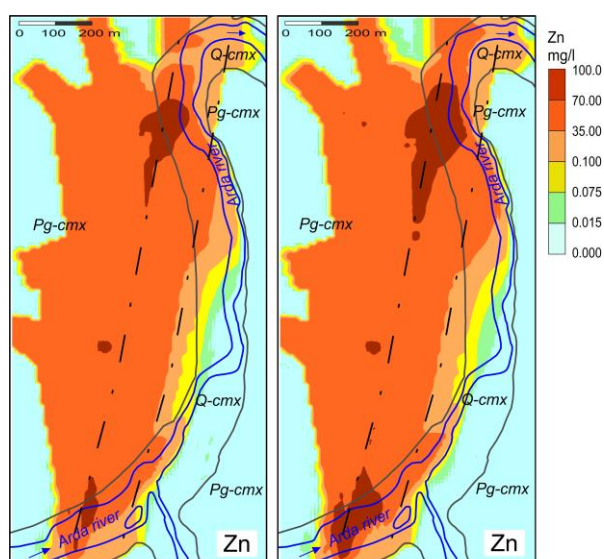 0 100 200 m
Q-cmx
Pg-cmx
Arda river
Pg-cmx
Q-cmx
Pg-cmx
Arda river
Zn
0 100 200 m
Q-cmx
Pg-cmx
Arda river
Pg-cmx
Q-cmx
Pg-cmx
Arda river
Zn
Zn
mg/l
100.0
70.00
35.00
0.100
0.075
0.015
0.000